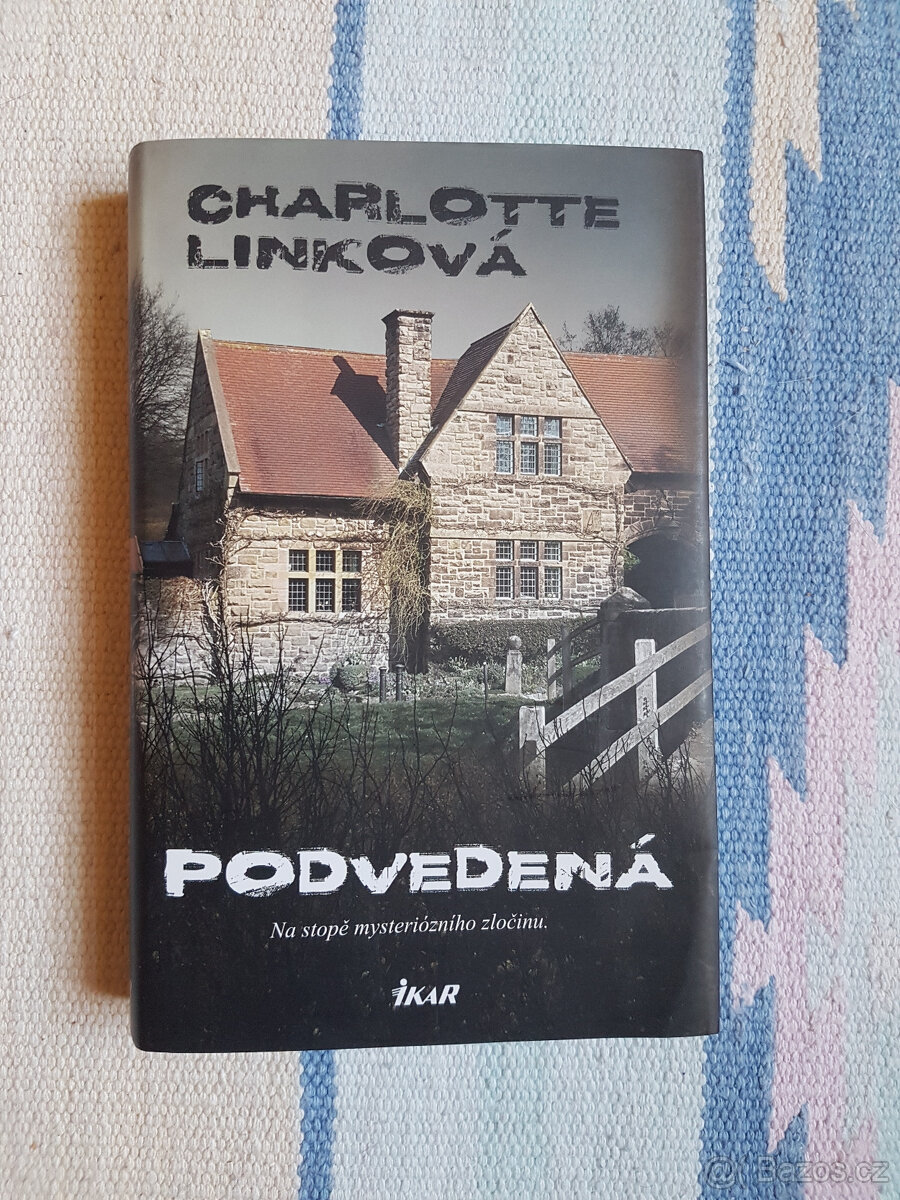 CHARLOTTE
LINKOVÁ
PODVEDENÁ
Na stopě mysteriózního zločinu.
iKAR
@ Bazos.cz